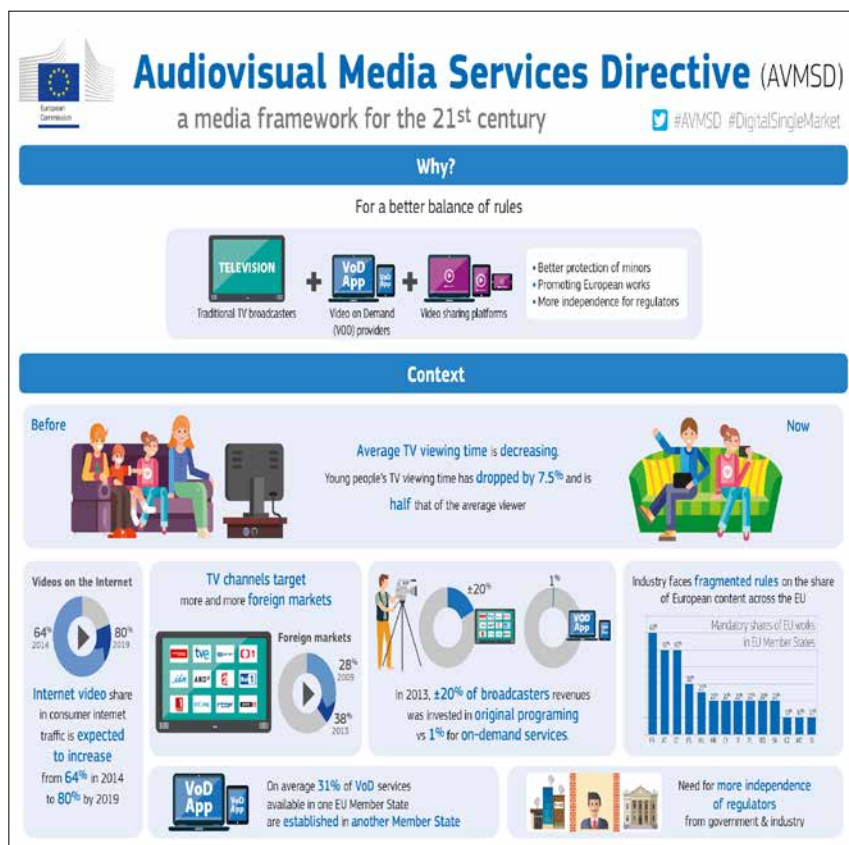 European
Commission
Audiovisual Media Services Directive (AVMSD)
a media framework for the 21st century
#AVMSD #DigitalSingleMarket
Why?
For a better balance of rules
TELEVISION
Traditional TV broadcasters
+
VoD
App
VoD
App
Video on Demand
(VOD) providers
+
Video sharing platforms
• Better protection of minors
• Promoting European works
• More independence for regulators
Context
Before
Average TV viewing time is decreasing.
Young people's TV viewing time has dropped by 7.5% and is
half that of the average viewer
Now
Videos on the Internet
64%
2014
80%
2019
Internet video share
in consumer internet
traffic is expected
to increase
from 64% in 2014
to 80% by 2019
TV channels target
more and more foreign markets
tve
Foreign markets
28%
2009
38%
2013
±20%
1%
VOD
App
In 2013, ±20% of broadcasters revenues
was invested in original programing
vs 1% for on-demand services.
Industry faces fragmented rules on the share
of European content across the EU
Mandatory shares of EU works
in EU Member States
VoD
App
VoD
App
On average 31% of VoD services
available in one EU Member State
are established in another Member State
Need for more independence
of regulators
from government & industry